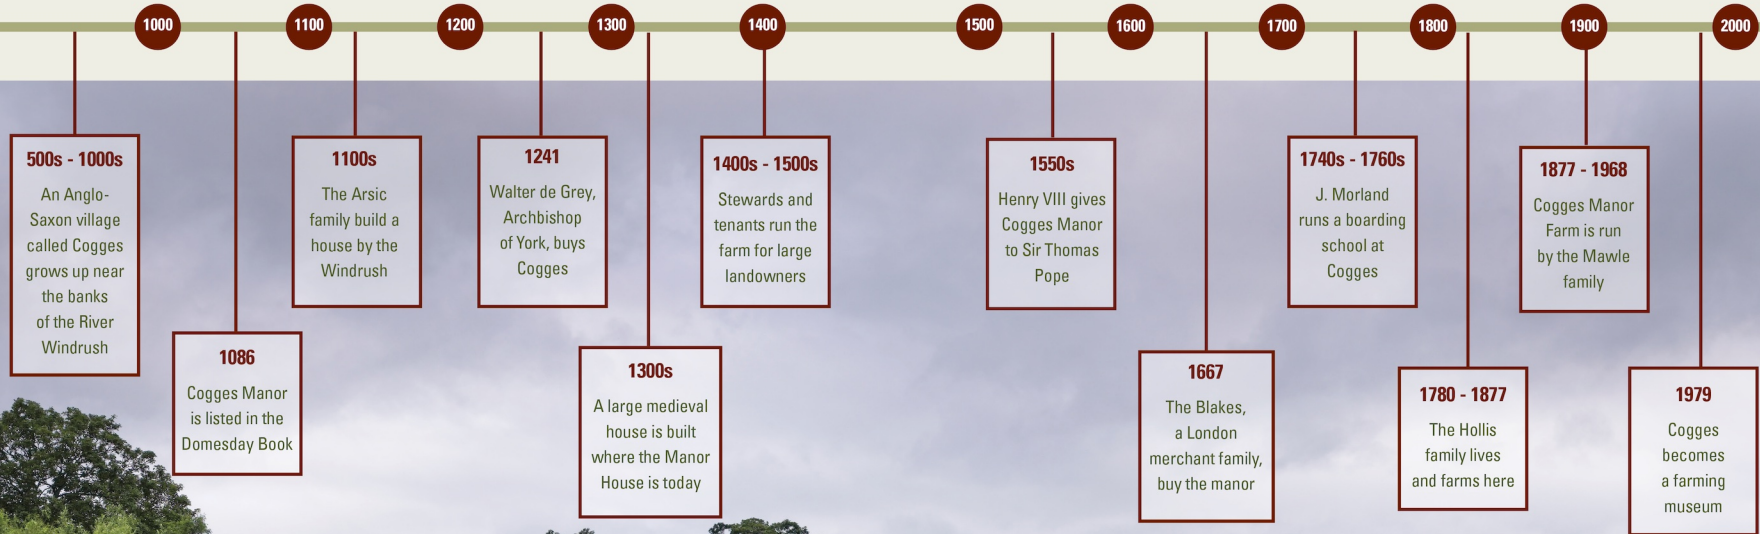 1000
1100
1200
1300
1400
1500
1600
1700
1800
1900
2000
500s - 1000s
An Anglo-
Saxon village
called Cogges
grows up near
the banks
of the River
Windrush
1086
Cogges Manor
is listed in the
Domesday Book
1100s
The Arsic
family build a
house by the
Windrush
1241
Walter de Grey,
Archbishop
of York, buys
Cogges
1300s
A large medieval
house is built
where the Manor
House is today
1400s - 1500s
Stewards and
tenants run the
farm for large
landowners
1550s
Henry VIII gives
Cogges Manor
to Sir Thomas
Pope
1667
The Blakes,
a London
merchant family,
buy the manor
1740s - 1760s
J. Morland
runs a boarding
school at
Cogges
1780 - 1877
The Hollis
family lives
and farms here
1877 - 1968
Cogges Manor
Farm is run
by the Mawle
family
1979
Cogges
becomes
a farming
museum